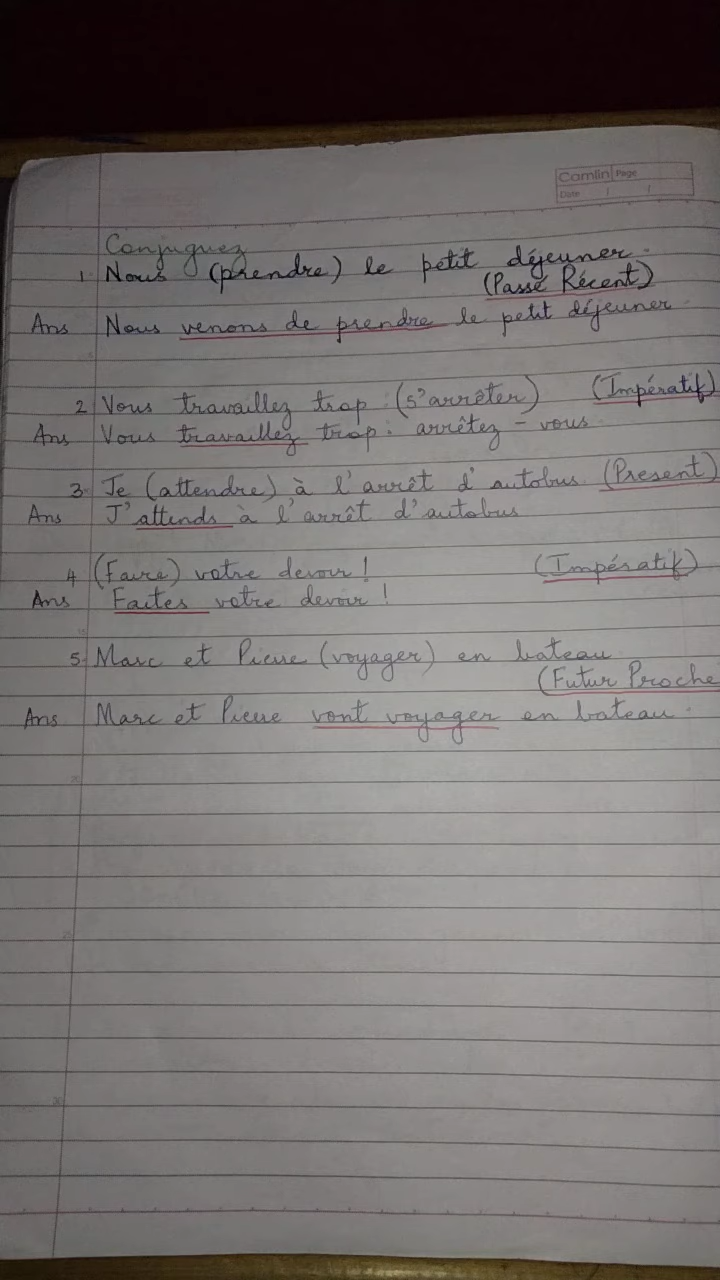 Camlin Page
Date / /
Conjuguez
1. Nous (prendre) le petit déjeuner.
(Passé Récent)
Ans Nous venons de prendre le petit déjeuner.
2 Vous travaillez trop : (s'arrêter) (Impératif)
Ans Vous travaillez trop : arrêtez - vous.
3. Je (attendre) à l'arrêt d'autobus (Present)
Ans J'attends à l'arrêt d'autobus
4 (Faire) votre devoir ! (Impératif)
Ans Faites votre devoir !
5. Marc et Pierre (voyager) en bateau
(Futur Proche
Ans Marc et Pierre vont voyager en bateau.